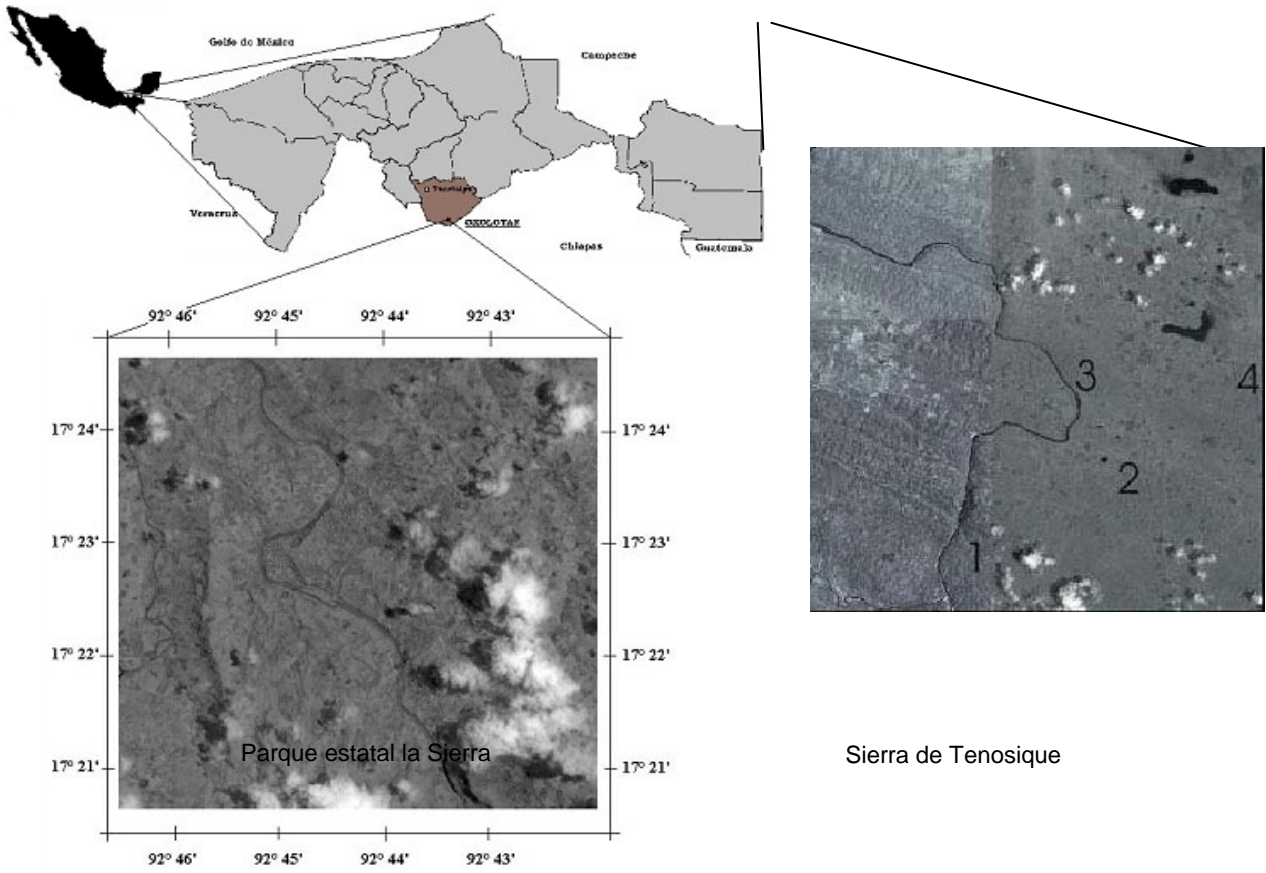 Golfo de México
Campeche
Veracruz
Tacotalpa
OXOLOTAN
Chiapas
Guatemala
92° 46' 92° 45' 92° 44' 92° 43'
17° 24' 17° 24'
17° 23' 17° 23'
17° 22' 17° 22'
17° 21' 17° 21'
Parque estatal la Sierra
92° 46' 92° 45' 92° 44' 92° 43'
3
4
2
1
Sierra de Tenosique